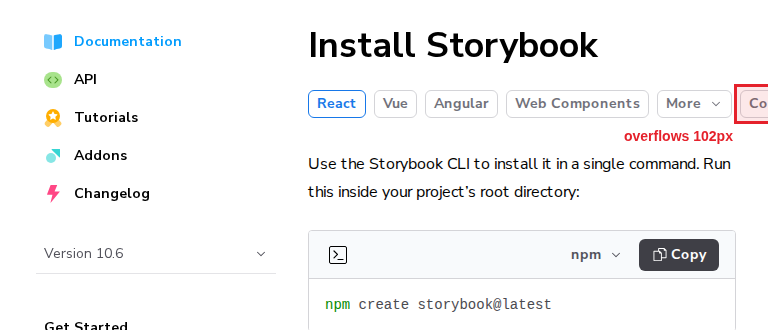 Documentation
API
Tutorials
Addons
Changelog
Version 10.6
Get Started
Install Storybook
React Vue Angular Web Components More Co
overflows 102px
Use the Storybook CLI to install it in a single command. Run
this inside your project’s root directory:
npm Copy
npm create storybook@latest